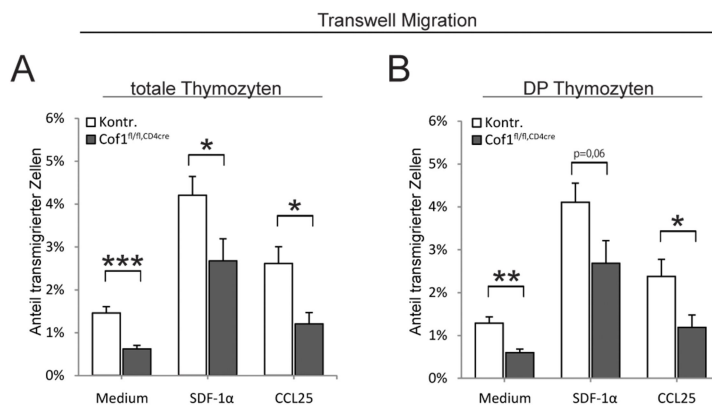 Transwell Migration
A
totale Thymozyten
Anteil transmigrierter Zellen
6%
5%
4%
3%
2%
1%
0%
Kontr.
Cof1fl/fl,CD4cre
***
*
*
Medium
SDF-1α
CCL25
B
DP Thymozyten
Anteil transmigrierter Zellen
6%
5%
4%
3%
2%
1%
0%
Kontr.
Cof1fl/fl,CD4cre
**
p=0,06
*
Medium
SDF-1α
CCL25